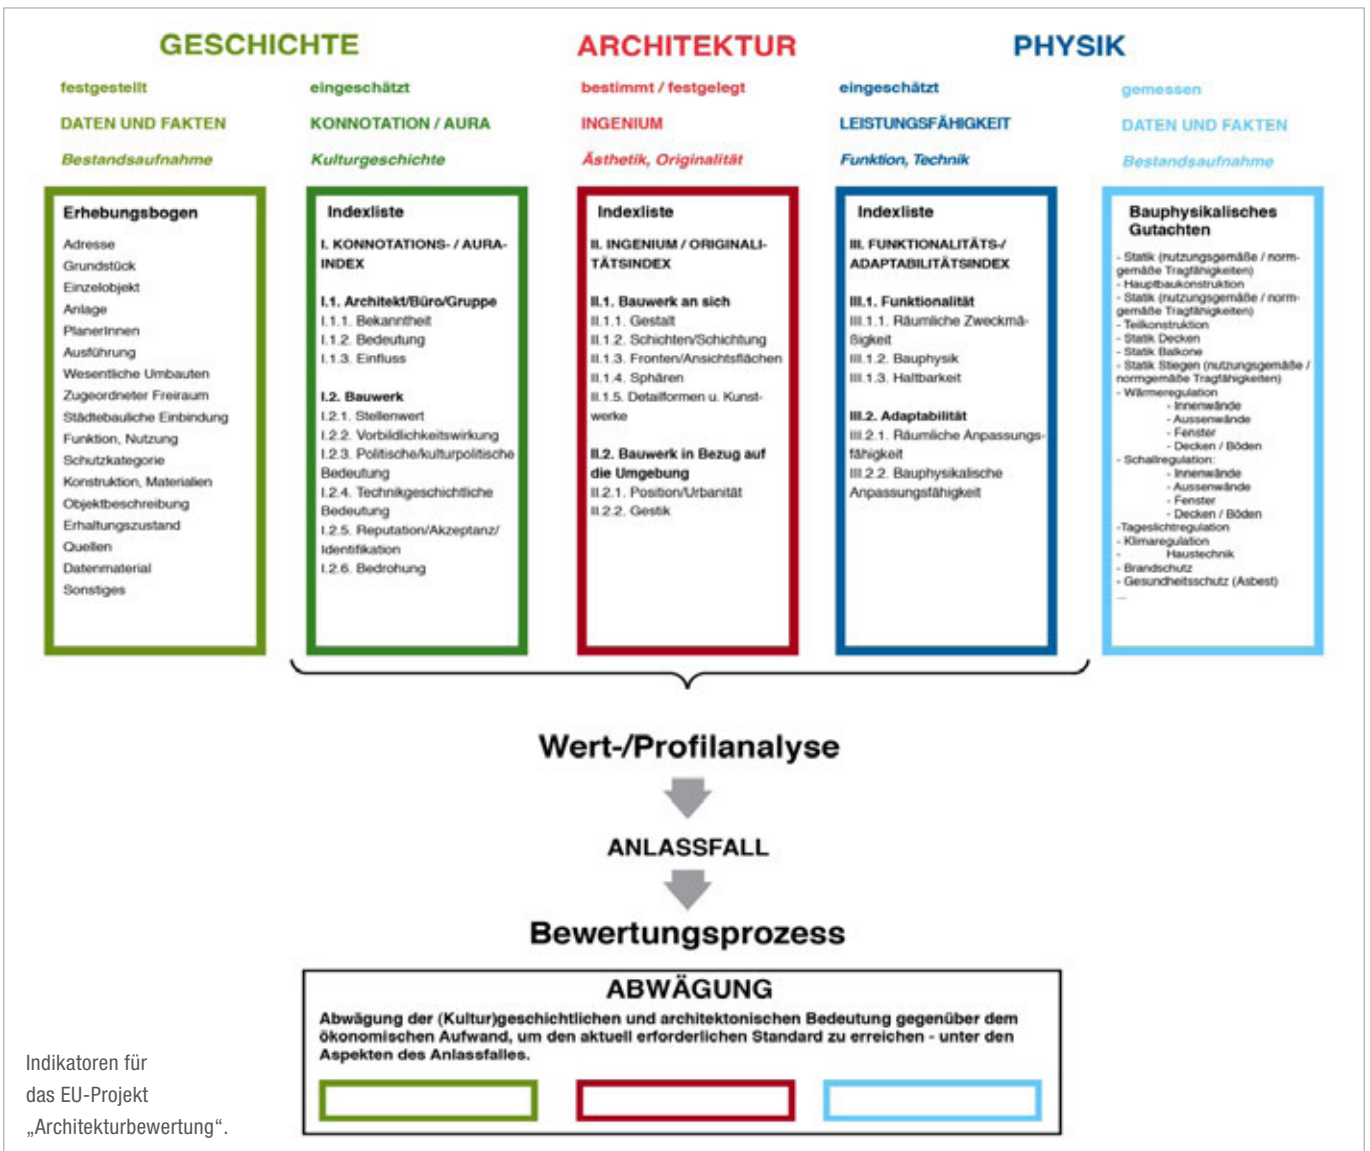 GESCHICHTE
festgestellt
DATEN UND FAKTEN
Bestandsaufnahme
Erhebungsbogen
Adresse
Grundstück
Einzelobjekt
Anlage
PlanerInnen
Ausführung
Wesentliche Umbauten
Zugeordneter Freiraum
Städtebauliche Einbindung
Funktion, Nutzung
Schutzkategorie
Konstruktion, Materialien
Objektbeschreibung
Erhaltungszustand
Quellen
Datenmaterial
Sonstiges
eingeschätzt
KONNOTATION / AURA
Kulturgeschichte
Indexliste
I. KONNOTATIONS- / AURA-
INDEX
I.1. Architekt/Büro/Gruppe
I.1.1. Bekanntheit
I.1.2. Bedeutung
I.1.3. Einfluss
I.2. Bauwerk
I.2.1. Stellenwert
I.2.2. Vorbildlichkeitswirkung
I.2.3. Politische/kulturpolitische
Bedeutung
I.2.4. Technikgeschichtliche
Bedeutung
I.2.5. Reputation/Akzeptanz/
Identifikation
I.2.6. Bedrohung
ARCHITEKTUR
bestimmt / festgelegt
INGENIUM
Ästhetik, Originalität
Indexliste
II. INGENIUM / ORIGINALI-
TÄTSINDEX
II.1. Bauwerk an sich
II.1.1. Gestalt
II.1.2. Schichten/Schichtung
II.1.3. Fronten/Ansichtsflächen
II.1.4. Sphären
II.1.5. Detailformen u. Kunst-
werke
II.2. Bauwerk in Bezug auf
die Umgebung
II.2.1. Position/Urbanität
II.2.2. Gestik
PHYSIK
eingeschätzt
LEISTUNGSFÄHIGKEIT
Funktion, Technik
Indexliste
III. FUNKTIONALITÄTS-/
ADAPTABILITÄTSINDEX
III.1. Funktionalität
III.1.1. Räumliche Zweckmä-
ßigkeit
III.1.2. Bauphysik
III.1.3. Haltbarkeit
III.2. Adaptabilität
III.2.1. Räumliche Anpassungs-
fähigkeit
III.2.2. Bauphysikalische
Anpassungsfähigkeit
gemessen
DATEN UND FAKTEN
Bestandsaufnahme
Bauphysikalisches
Gutachten
- Statik (nutzungsgemäße / norm-
gemäße Tragfähigkeiten)
- Hauptbaukonstruktion
- Statik (nutzungsgemäße / norm-
gemäße Tragfähigkeiten)
- Teilkonstruktion
- Statik Decken
- Statik Balkone
- Statik Stiegen (nutzungsgemäße /
normgemäße Tragfähigkeiten)
- Wärmeregulation
- Innenwände
- Aussenwände
- Fenster
- Decken / Böden
- Schallregulation:
- Innenwände
- Aussenwände
- Fenster
- Decken / Böden
-Tageslichtregulation
- Klimaregulation
- Haustechnik
- Brandschutz
- Gesundheitsschutz (Asbest)
...
Wert-/Profilanalyse
ANLASSFALL
Bewertungsprozess
ABWÄGUNG
Abwägung der (Kultur)geschichtlichen und architektonischen Bedeutung gegenüber dem
ökonomischen Aufwand, um den aktuell erforderlichen Standard zu erreichen - unter den
Aspekten des Anlassfalles.
Indikatoren für
das EU-Projekt
„Architekturbewertung“.